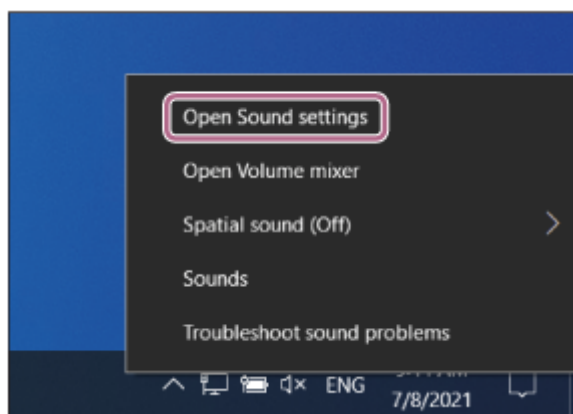 Open Sound settings
Open Volume mixer
Spatial sound (Off)
Sounds
Troubleshoot sound problems
ENG
7/8/2021